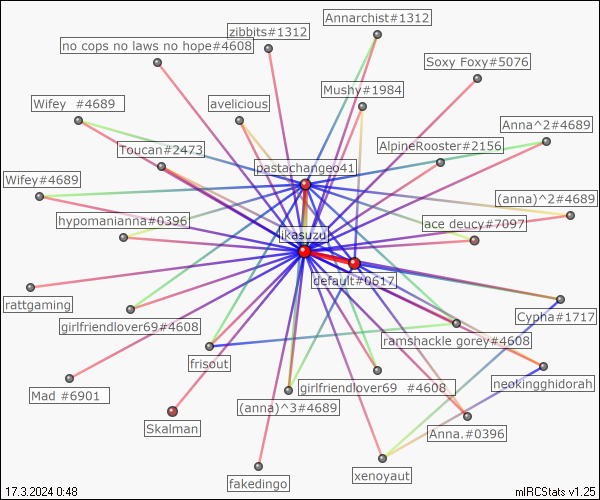 Annarchist#1312
zibbits#1312
no cops no laws no hope#4608
Soxy Foxy#5076
Mushy#1984
Wifey  #4689
avelicious
Anna^2#4689
Toucan#2473
AlpineRooster#2156
pastachangeo41
Wifey#4689
(anna)^2#4689
hypomanianna#0396
ace deucy#7097
ikasuzu
default#0617
rattgaming
girlfriendlover69#4608
Cypha#1717
ramshackle gorey#4608
frisout
neokingghidorah
girlfriendlover69  #4608
Mad #6901
(anna)^3#4689
Skalman
Anna.#0396
xenoyaut
fakedingo
17.3.2024 0:48
mIRCStats v1.25